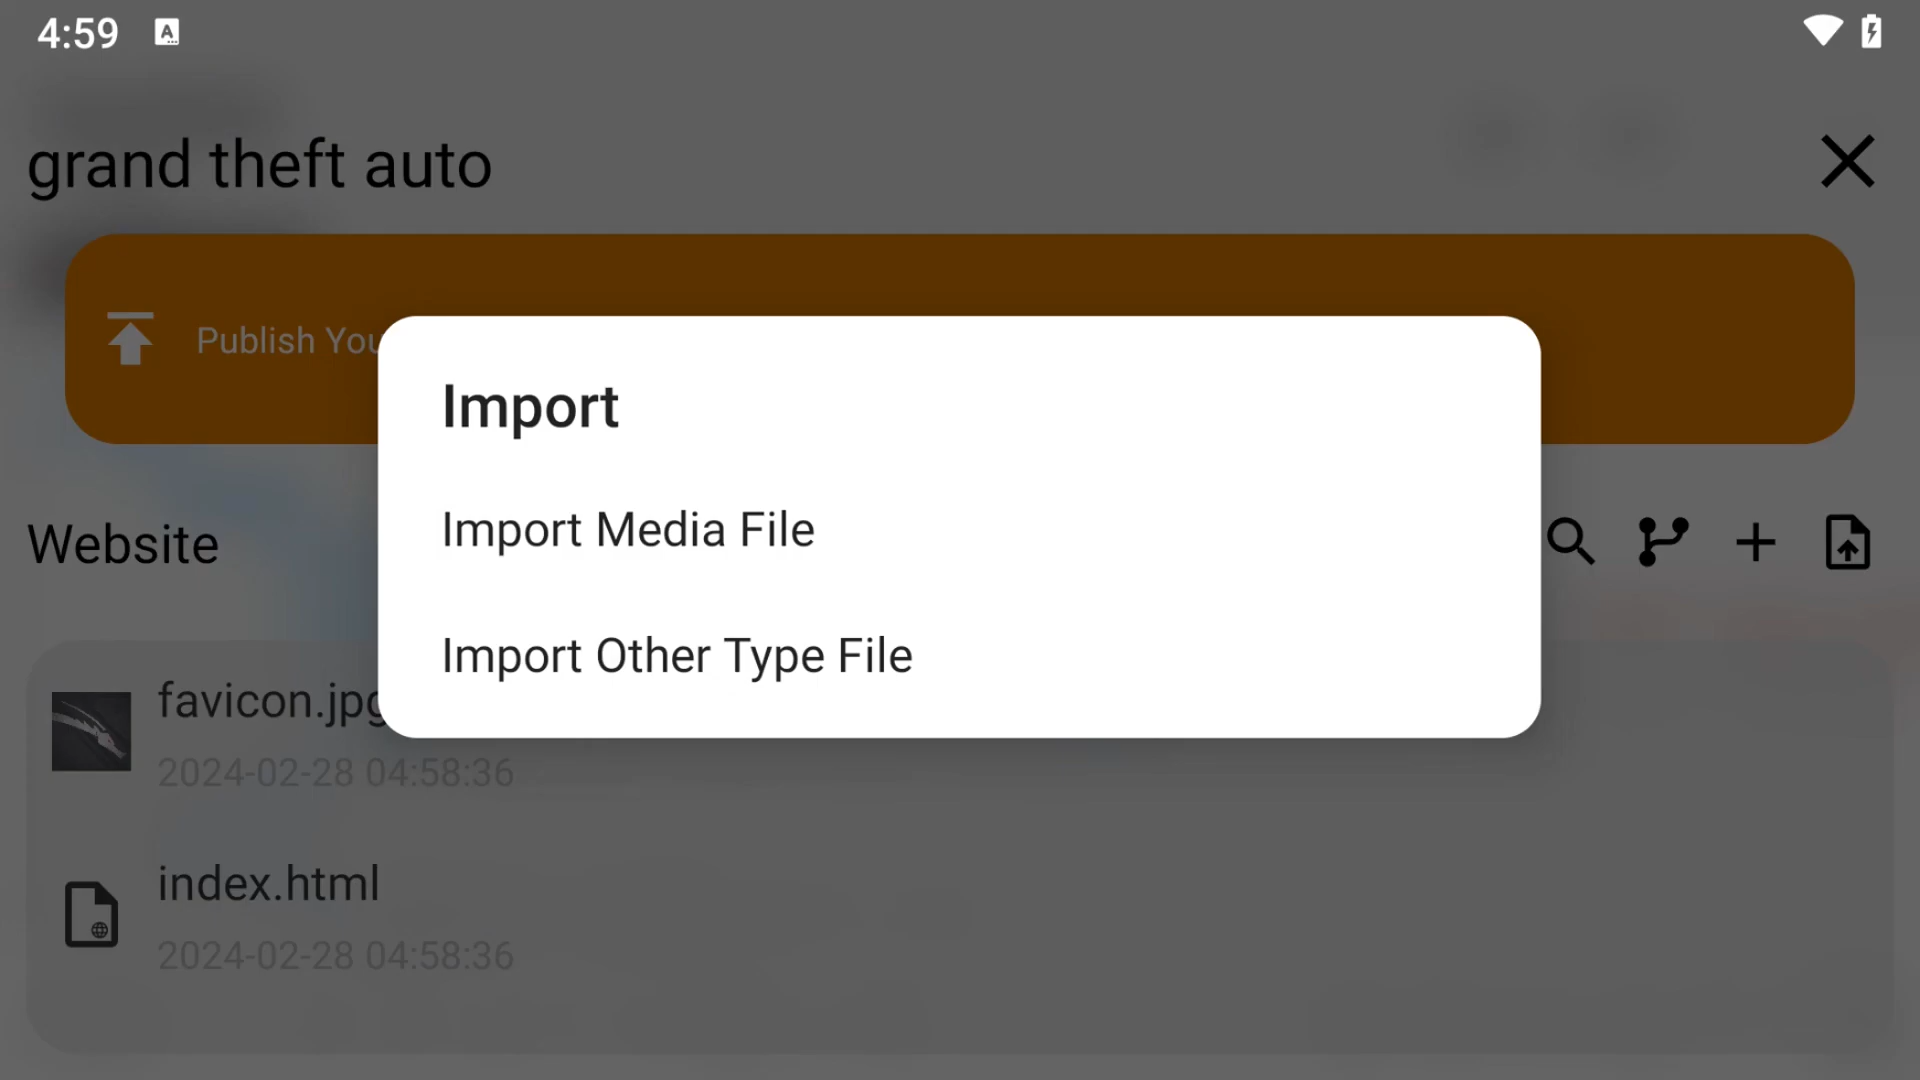 4:59
grand theft auto
Publish You
Import
Import Media File
Import Other Type File
Website
favicon.jpg
2024-02-28 04:58:36
index.html
2024-02-28 04:58:36